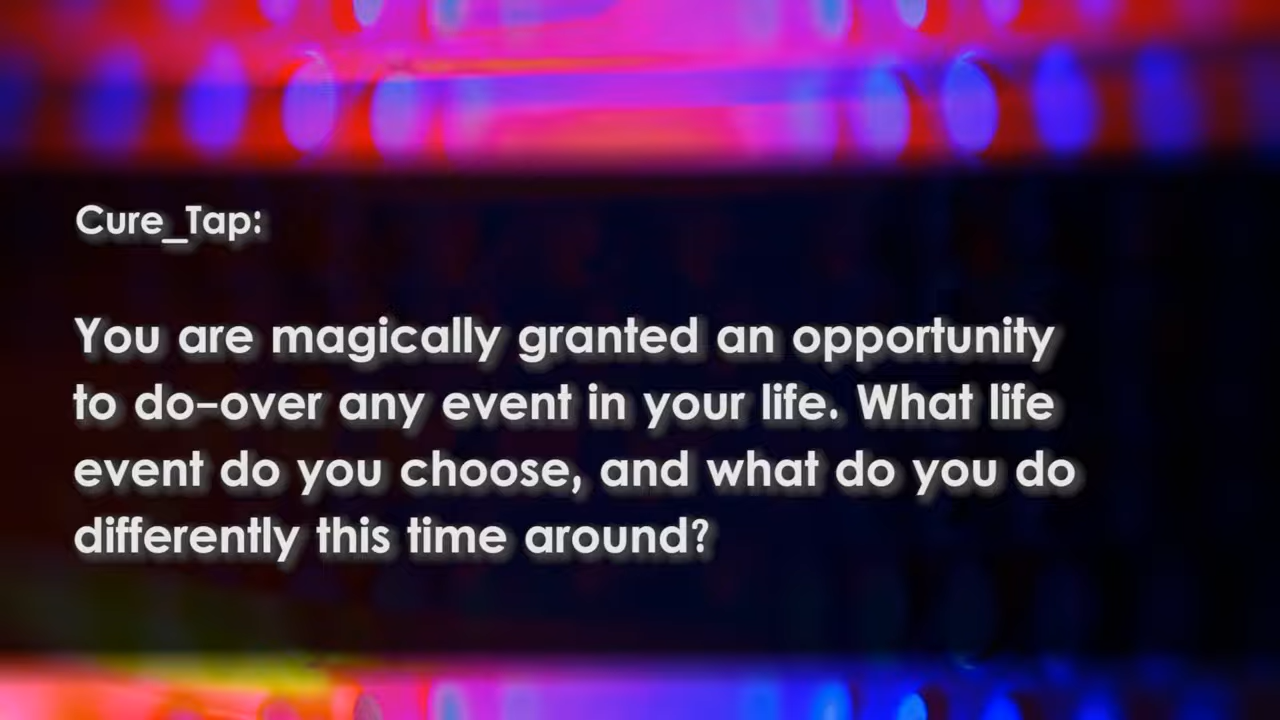 Cure_Tap:
You are magically granted an opportunity
to do-over any event in your life. What life
event do you choose, and what do you do
differently this time around?